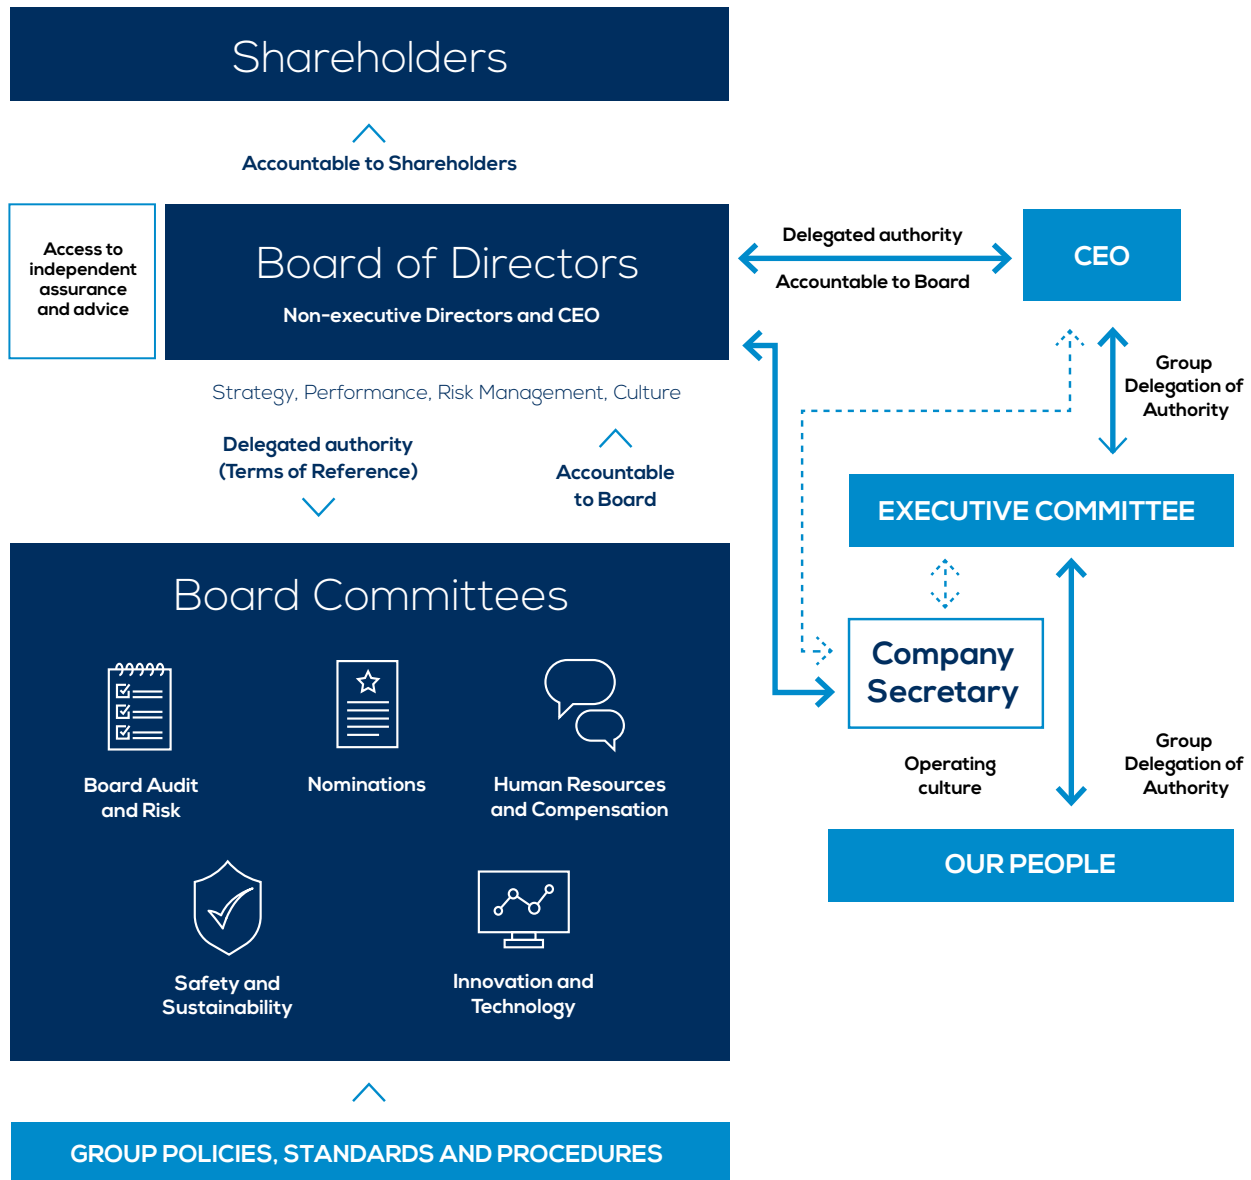 Shareholders
Accountable to Shareholders
Access to
independent
assurance
and advice
Board of Directors
Non-executive Directors and CEO
Delegated authority
Accountable to Board
CEO
Strategy, Performance, Risk Management, Culture
Delegated authority
(Terms of Reference)
Accountable
to Board
Group
Delegation of
Authority
EXECUTIVE COMMITTEE
Board Committees
Board Audit
and Risk
Nominations
Human Resources
and Compensation
Safety and
Sustainability
Innovation and
Technology
Company
Secretary
Operating
culture
Group
Delegation of
Authority
OUR PEOPLE
GROUP POLICIES, STANDARDS AND PROCEDURES